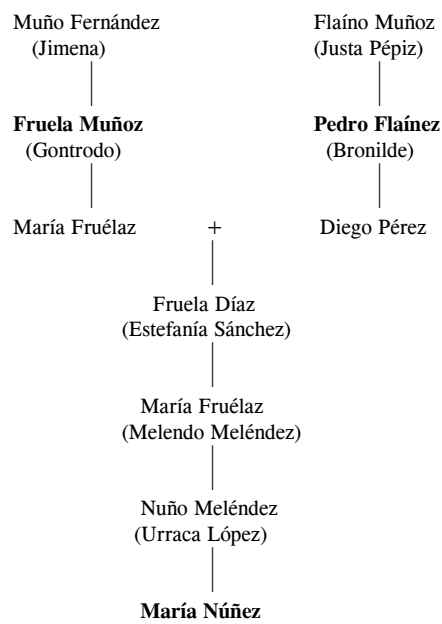 Muño Fernández Flaíno Muñoz
(Jimena) (Justa Pépiz)
Fruela Muñoz Pedro Flaínez
(Gontrodo) (Bronilde)
María Fruélaz + Diego Pérez
Fruela Díaz
(Estefanía Sánchez)
María Fruélaz
(Melendo Meléndez)
Nuño Meléndez
(Urraca López)
María Núñez